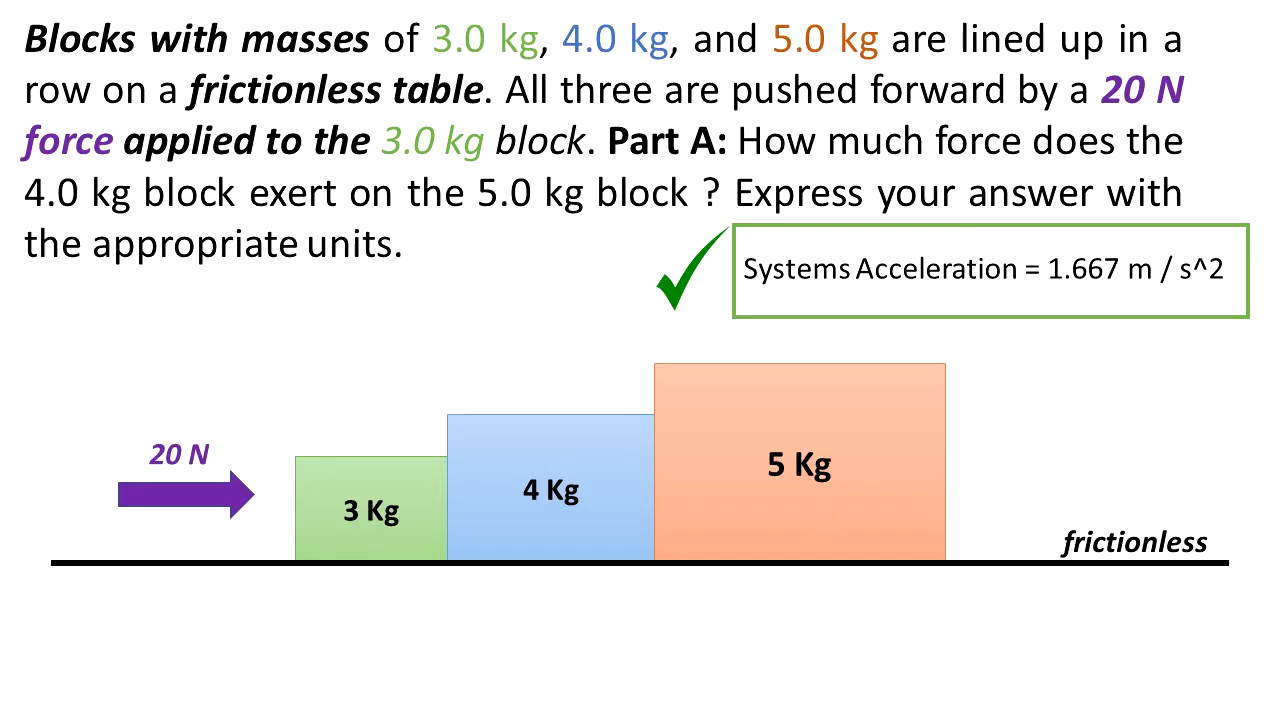 Blocks with masses of 3.0 kg, 4.0 kg, and 5.0 kg are lined up in a
row on a frictionless table. All three are pushed forward by a 20 N
force applied to the 3.0 kg block. Part A: How much force does the
4.0 kg block exert on the 5.0 kg block ? Express your answer with
the appropriate units.
Systems Acceleration = 1.667 m / s^2
20 N
3 Kg
4 Kg
5 Kg
frictionless